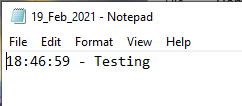 19_Feb_2021 - Notepad
File Edit Format View Help
18:46:59 - Testing